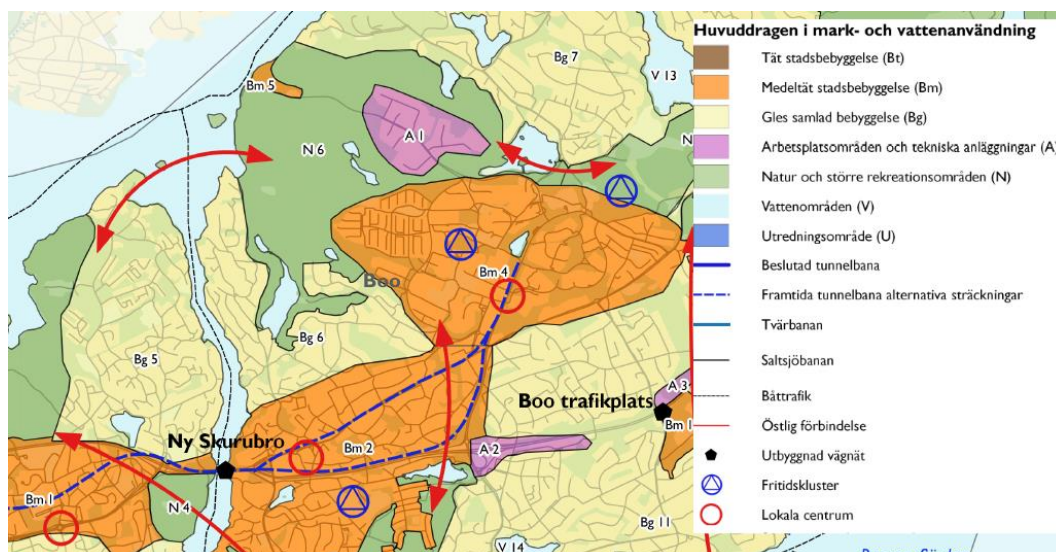 Huvuddragen i mark- och vattenanvändning
Tät stadsbebyggelse (Bt)
Medeltät stadsbebyggelse (Bm)
Gles samlad bebyggelse (Bg)
Arbetsplatsområden och tekniska anläggningar (A)
Natur och större rekreationsområden (N)
Vattenområden (V)
Utredningsområde (U)
Beslutad tunnelbana
Framtida tunnelbana alternativa sträckningar
Tvärbanan
Saltsjöbanan
Båttrafik
Östlig förbindelse
Utbyggnad vägnät
Fritidskluster
Lokala centrum
Bg 7
V 13
Bm 5
A 1
N 6
N
Bm 4
Boo
Bg 6
Bg 5
A 3
Boo trafikplats
Bm 1
Ny Skurubro
Bm 2
A 2
Bm 1
N 4
Bg 11
V 14